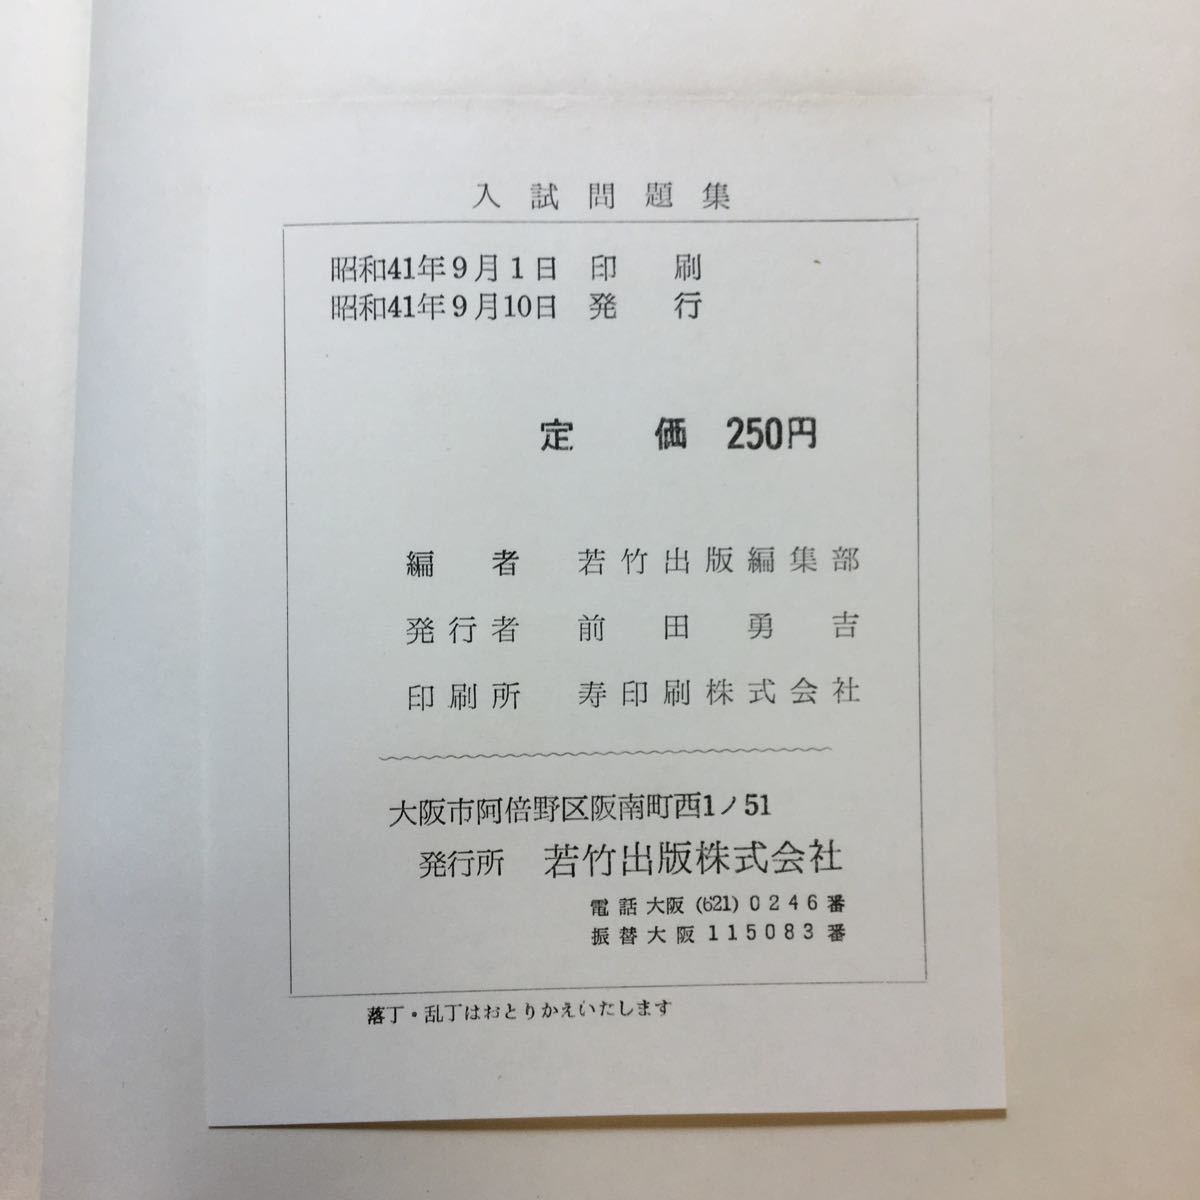 入試問題集
昭和41年9月1日 印刷
昭和41年9月10日 発行
定価 250円
編者 若竹出版編集部
発行者 前田勇吉
印刷所 寿印刷株式会社
大阪市阿倍野区阪南町西1ノ51
発行所 若竹出版株式会社
電話大阪(621)0246番
振替大阪115083番
落丁・乱丁はおとりかえいたします